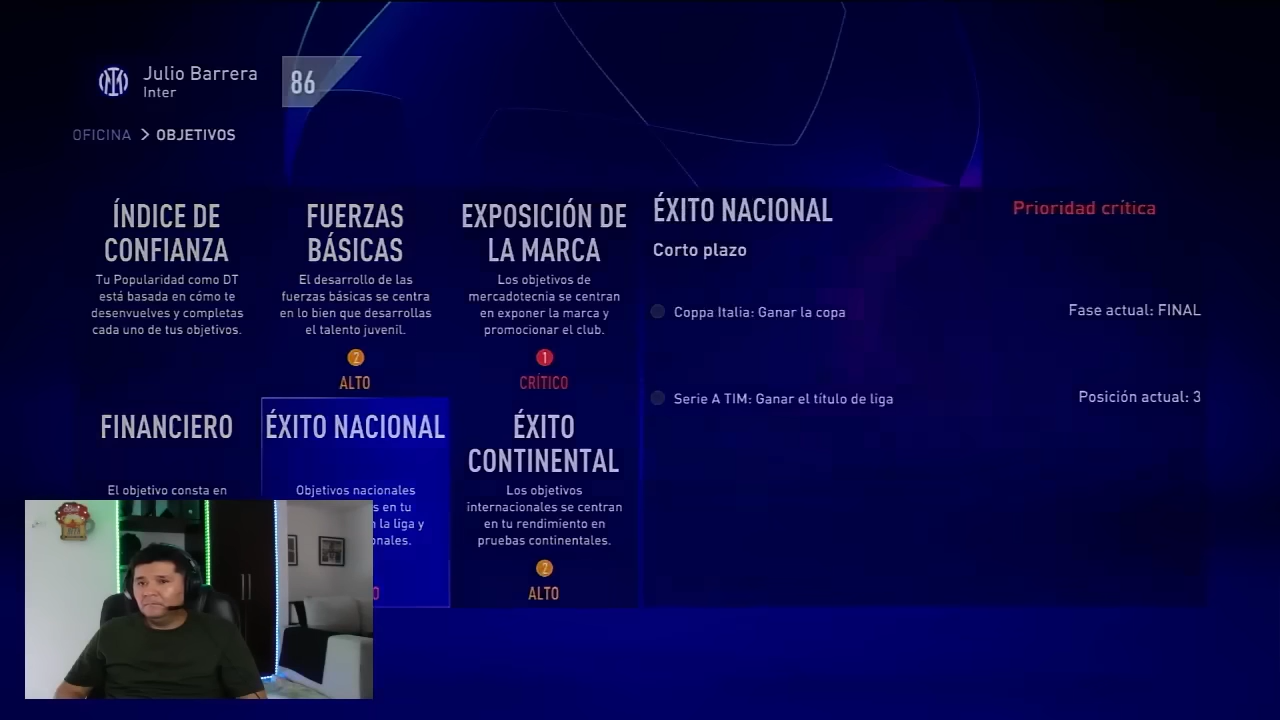 Julio Barrera
Inter
86
OFICINA > OBJETIVOS
ÍNDICE DE
CONFIANZA
Tu Popularidad como DT
está basada en cómo te
desenvuelves y completas
cada uno de tus objetivos.
FUERZAS
BÁSICAS
El desarrollo de las
fuerzas básicas se centra
en lo bien que desarrollas
el talento juvenil.
2
ALTO
EXPOSICIÓN DE
LA MARCA
Los objetivos de
mercadotecnia se centran
en exponer la marca y
promocionar el club.
1
CRÍTICO
FINANCIERO
El objetivo consta en
ÉXITO NACIONAL
Objetivos nacionales
en tu
la liga y
ÉXITO
CONTINENTAL
Los objetivos
internacionales se centran
en tu rendimiento en
pruebas continentales.
2
ALTO
ÉXITO NACIONAL
Prioridad crítica
Corto plazo
Coppa Italia: Ganar la copa
Fase actual: FINAL
Serie A TIM: Ganar el título de liga
Posición actual: 3